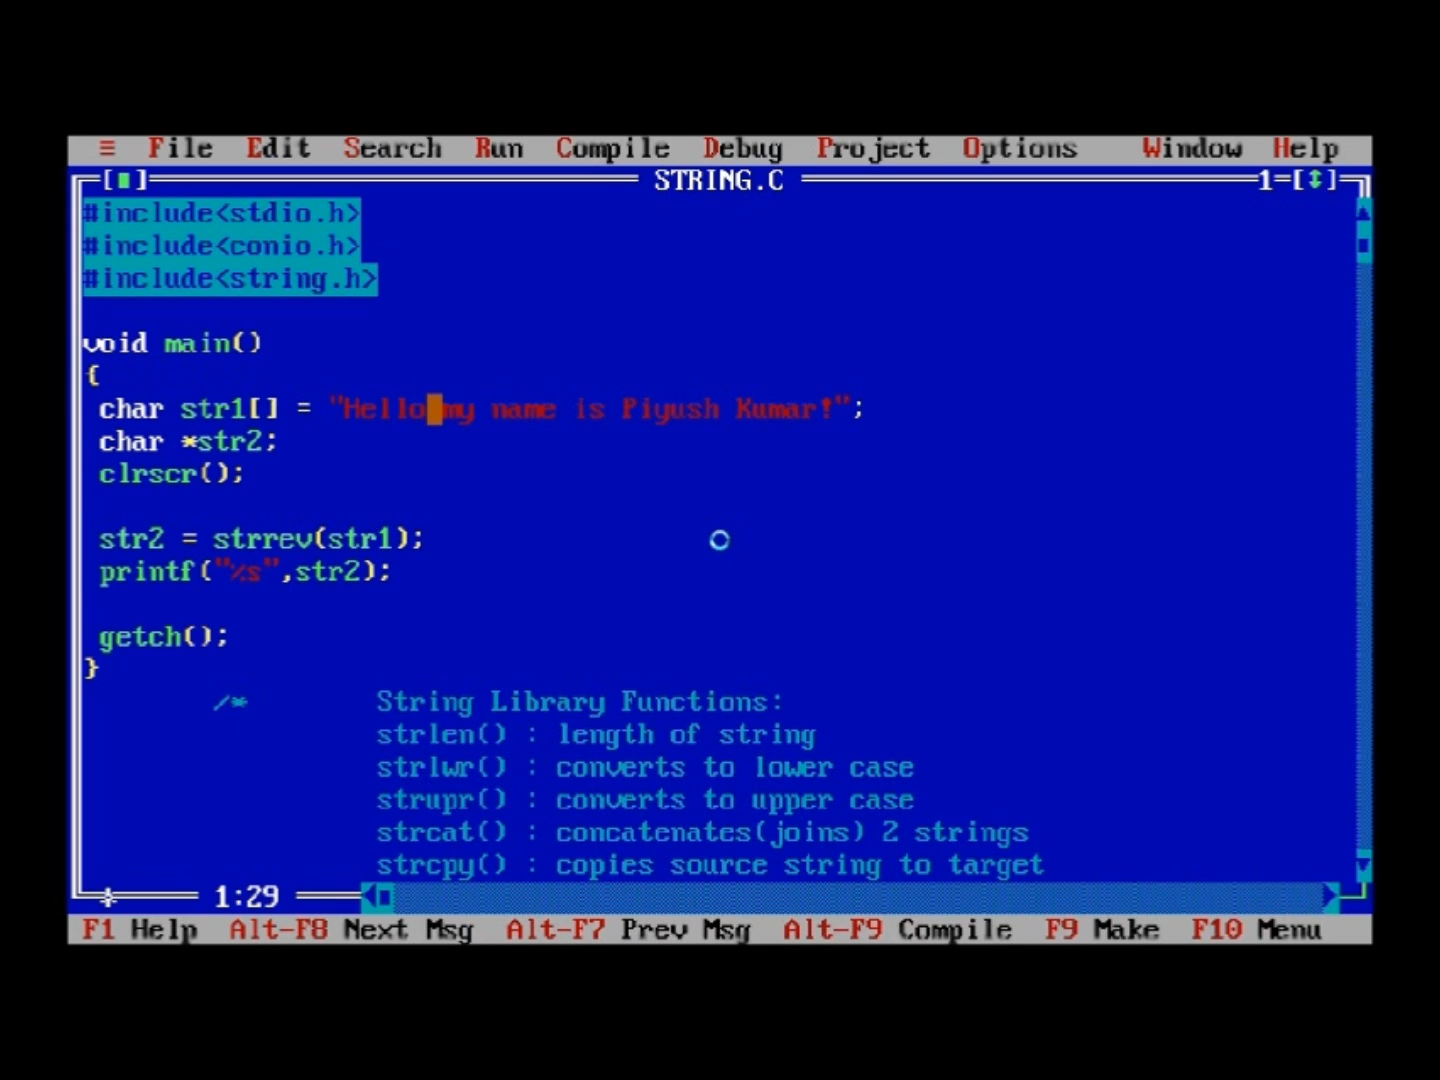 ≡ File Edit Search Run Compile Debug Project Options Window Help
[■] STRING.C 1=[↕]
#include<stdio.h>
#include<conio.h>
#include<string.h>
void main()
{
char str1[] = "Hello my name is Piyush Kumar!";
char *str2;
clrscr();
str2 = strrev(str1);
printf("%s",str2);
getch();
}
/* String Library Functions:
strlen() : length of string
strlwr() : converts to lower case
strupr() : converts to upper case
strcat() : concatenates(joins) 2 strings
strcpy() : copies source string to target
1:29
F1 Help Alt-F8 Next Msg Alt-F7 Prev Msg Alt-F9 Compile F9 Make F10 Menu